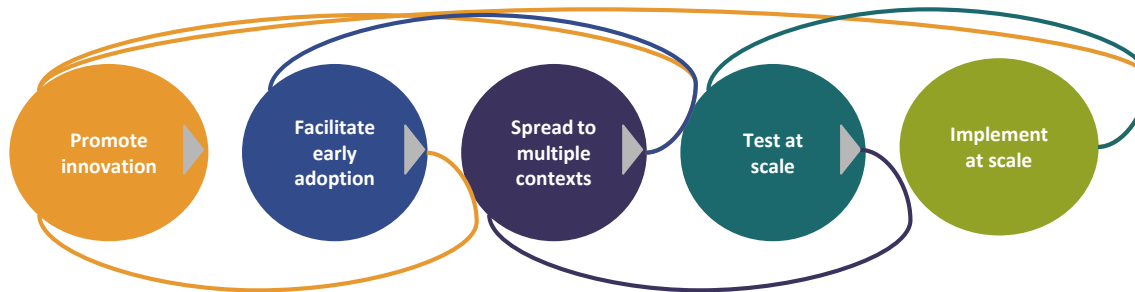 Promote
innovation
Facilitate
early
adoption
Spread to
multiple
contexts
Test at
scale
Implement
at scale